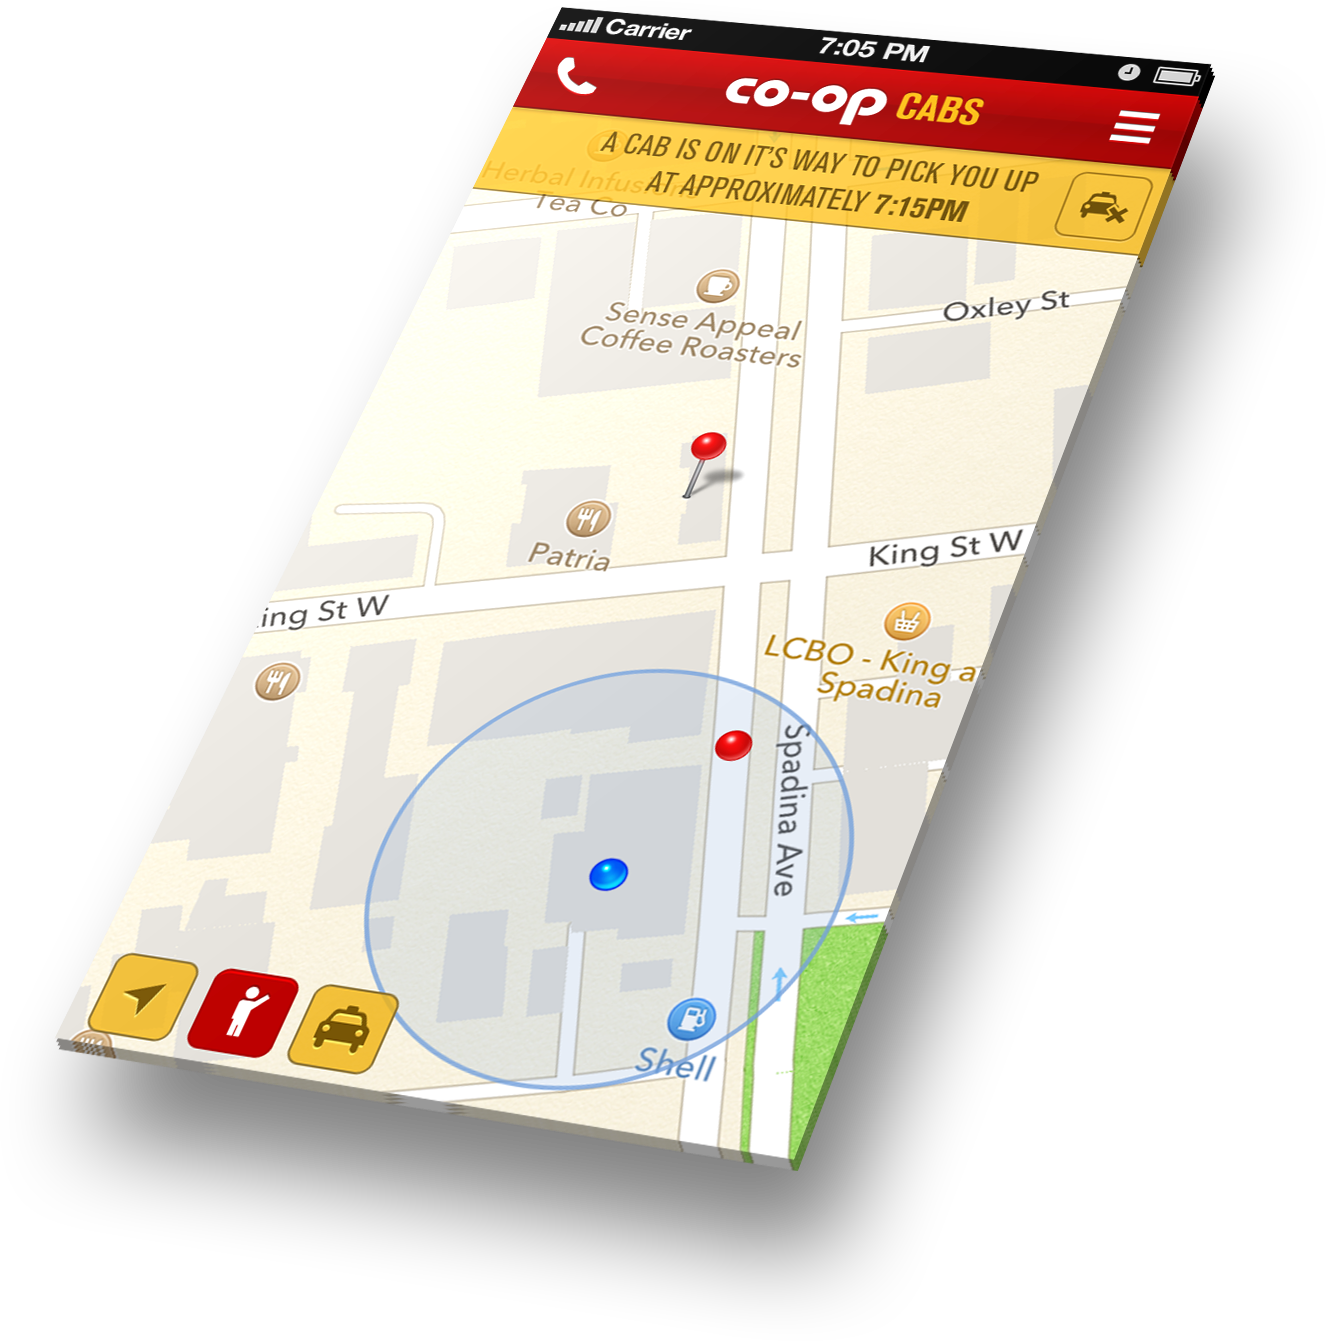 Carrier 7:05 PM
co-op CABS
A CAB IS ON IT'S WAY TO PICK YOU UP
AT APPROXIMATELY 7:15PM
Herbal Infusions
Tea Co
Oxley St
Sense Appeal
Coffee Roasters
King St W
Patria
ing St W
LCBO - King a
Spadina
Spadina Ave
Shell